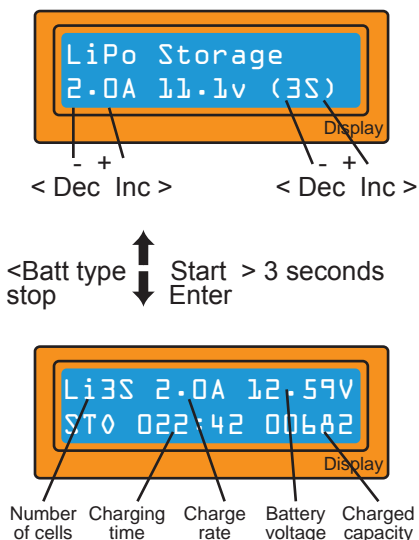 LiPo Storage
2.0A 11.1v (3S)
Display
- + - +
< Dec Inc > < Dec Inc >
<Batt type Start > 3 seconds
stop Enter
Li3S 2.0A 12.59V
STO 022:42 00682
Display
Number Charging Charge Battery Charged
of cells time rate voltage capacity